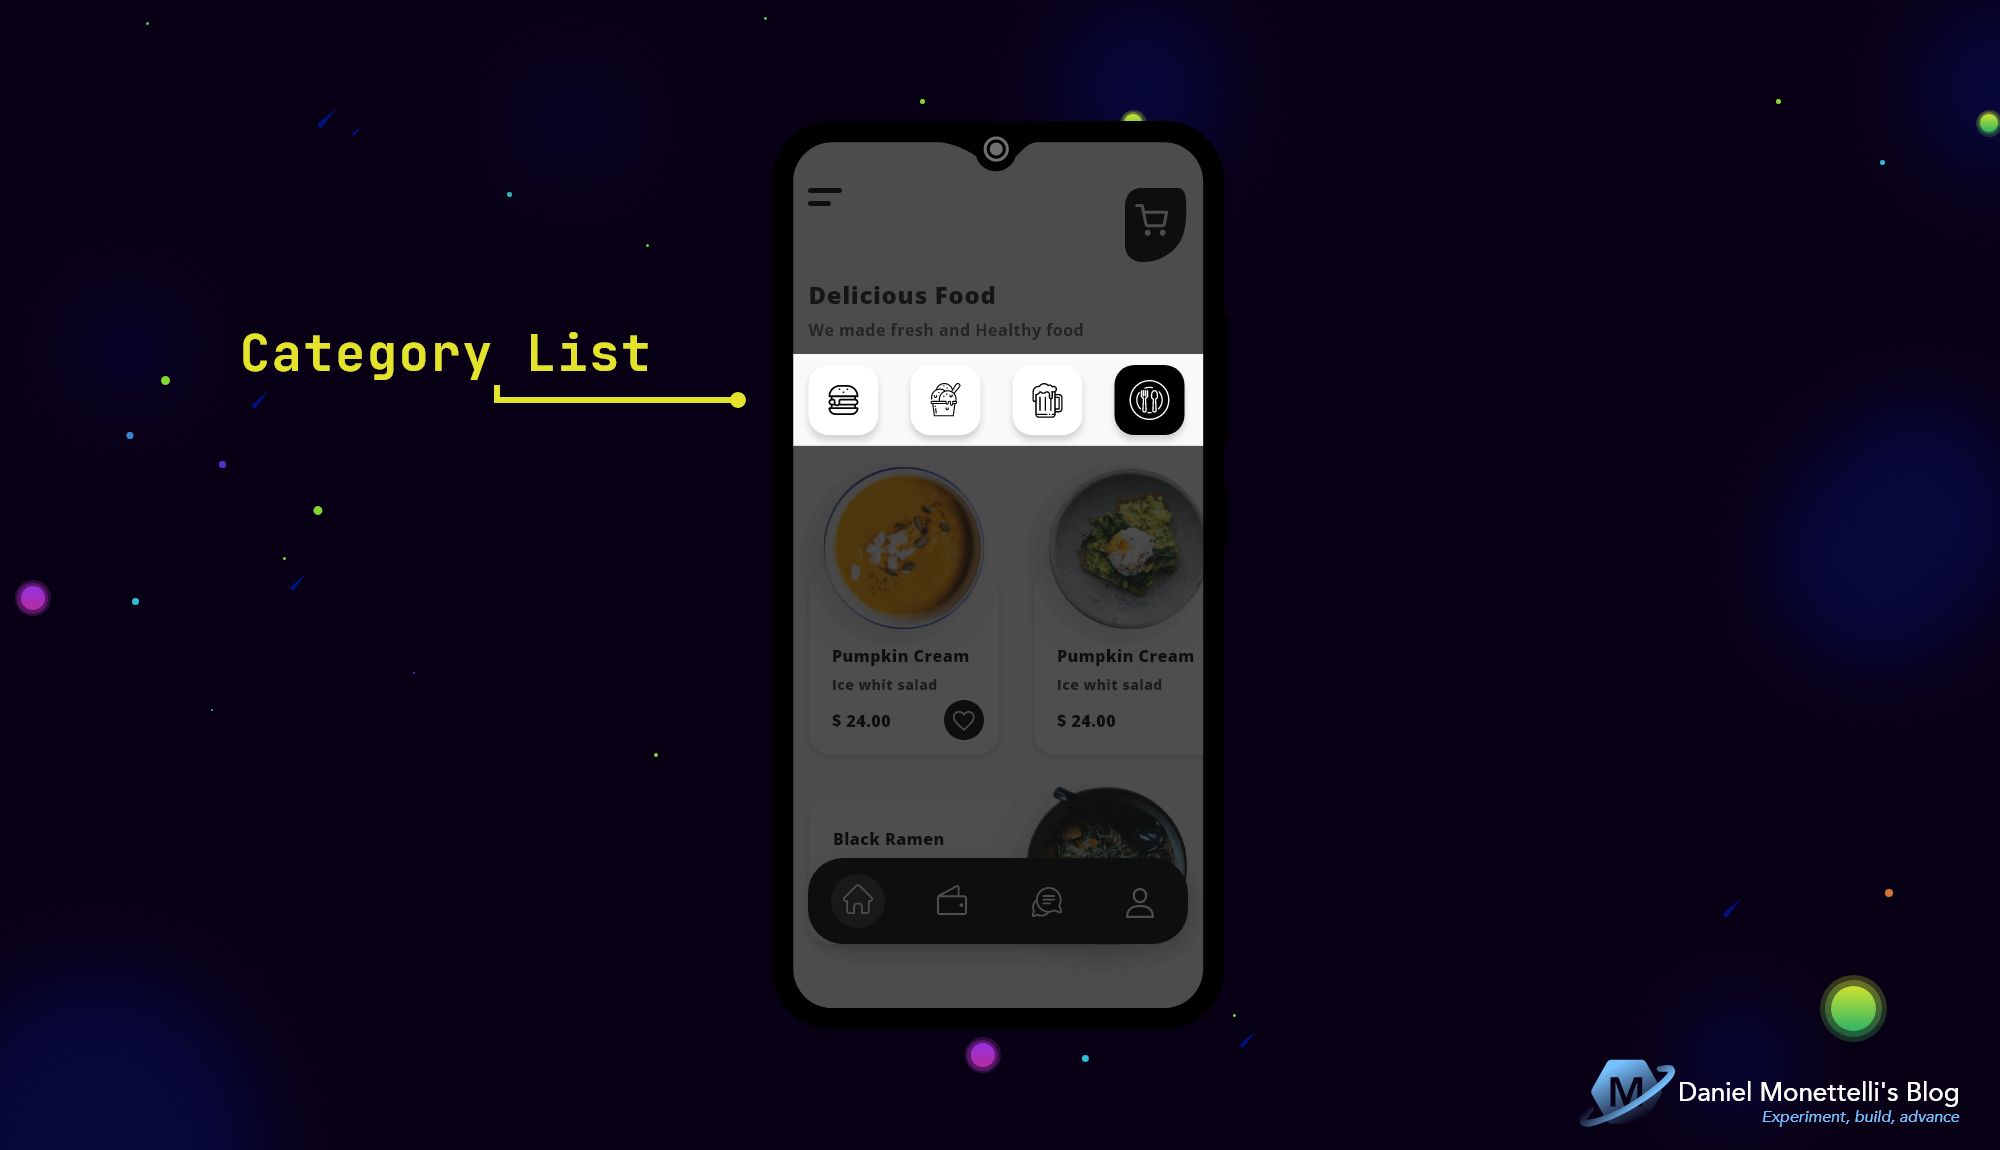 Category List
Delicious Food
We made fresh and Healthy food
Pumpkin Cream
Ice whit salad
$ 24.00
Pumpkin Cream
Ice whit salad
$ 24.00
Black Ramen
M
Daniel Monettelli's Blog
Experiment, build, advance